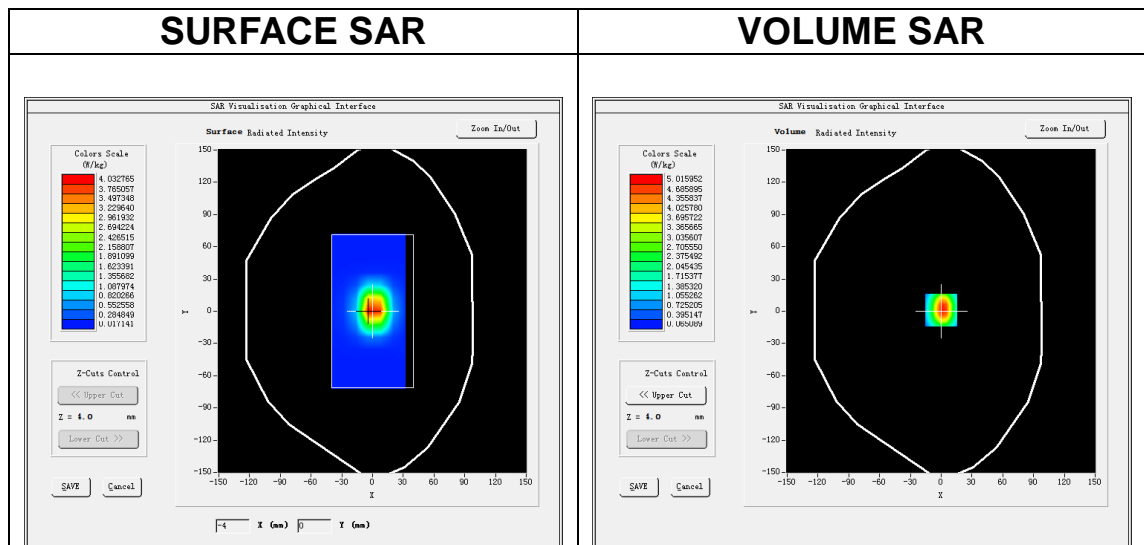 SURFACE SAR
VOLUME SAR
SAR Visualisation Graphical Interface
Surface Radiated Intensity
Zoom In/Out
Colors Scale
(W/kg)
4.032765
3.765057
3.497348
3.229640
2.961932
2.694224
2.426515
2.158807
1.891099
1.623391
1.355682
1.087974
0.820266
0.552558
0.284849
0.017141
150
120
90
60
30
0
-30
-60
-90
-120
-150
Y
-150 -120 -90 -60 -30 0 30 60 90 120 150
X
Z-Cuts Control
<< Upper Cut
Z = 4.0 mm
Lower Cut >>
SAVE Cancel
-4 X (mm) 0 Y (mm)
SAR Visualisation Graphical Interface
Volume Radiated Intensity
Zoom In/Out
Colors Scale
(W/kg)
5.015952
4.685895
4.355837
4.025780
3.695722
3.365665
3.035607
2.705550
2.375492
2.045435
1.715377
1.385320
1.055262
0.725205
0.395147
0.065089
150
120
90
60
30
0
-30
-60
-90
-120
-150
Y
-150 -120 -90 -60 -30 0 30 60 90 120 150
X
Z-Cuts Control
<< Upper Cut
Z = 4.0 mm
Lower Cut >>
SAVE Cancel